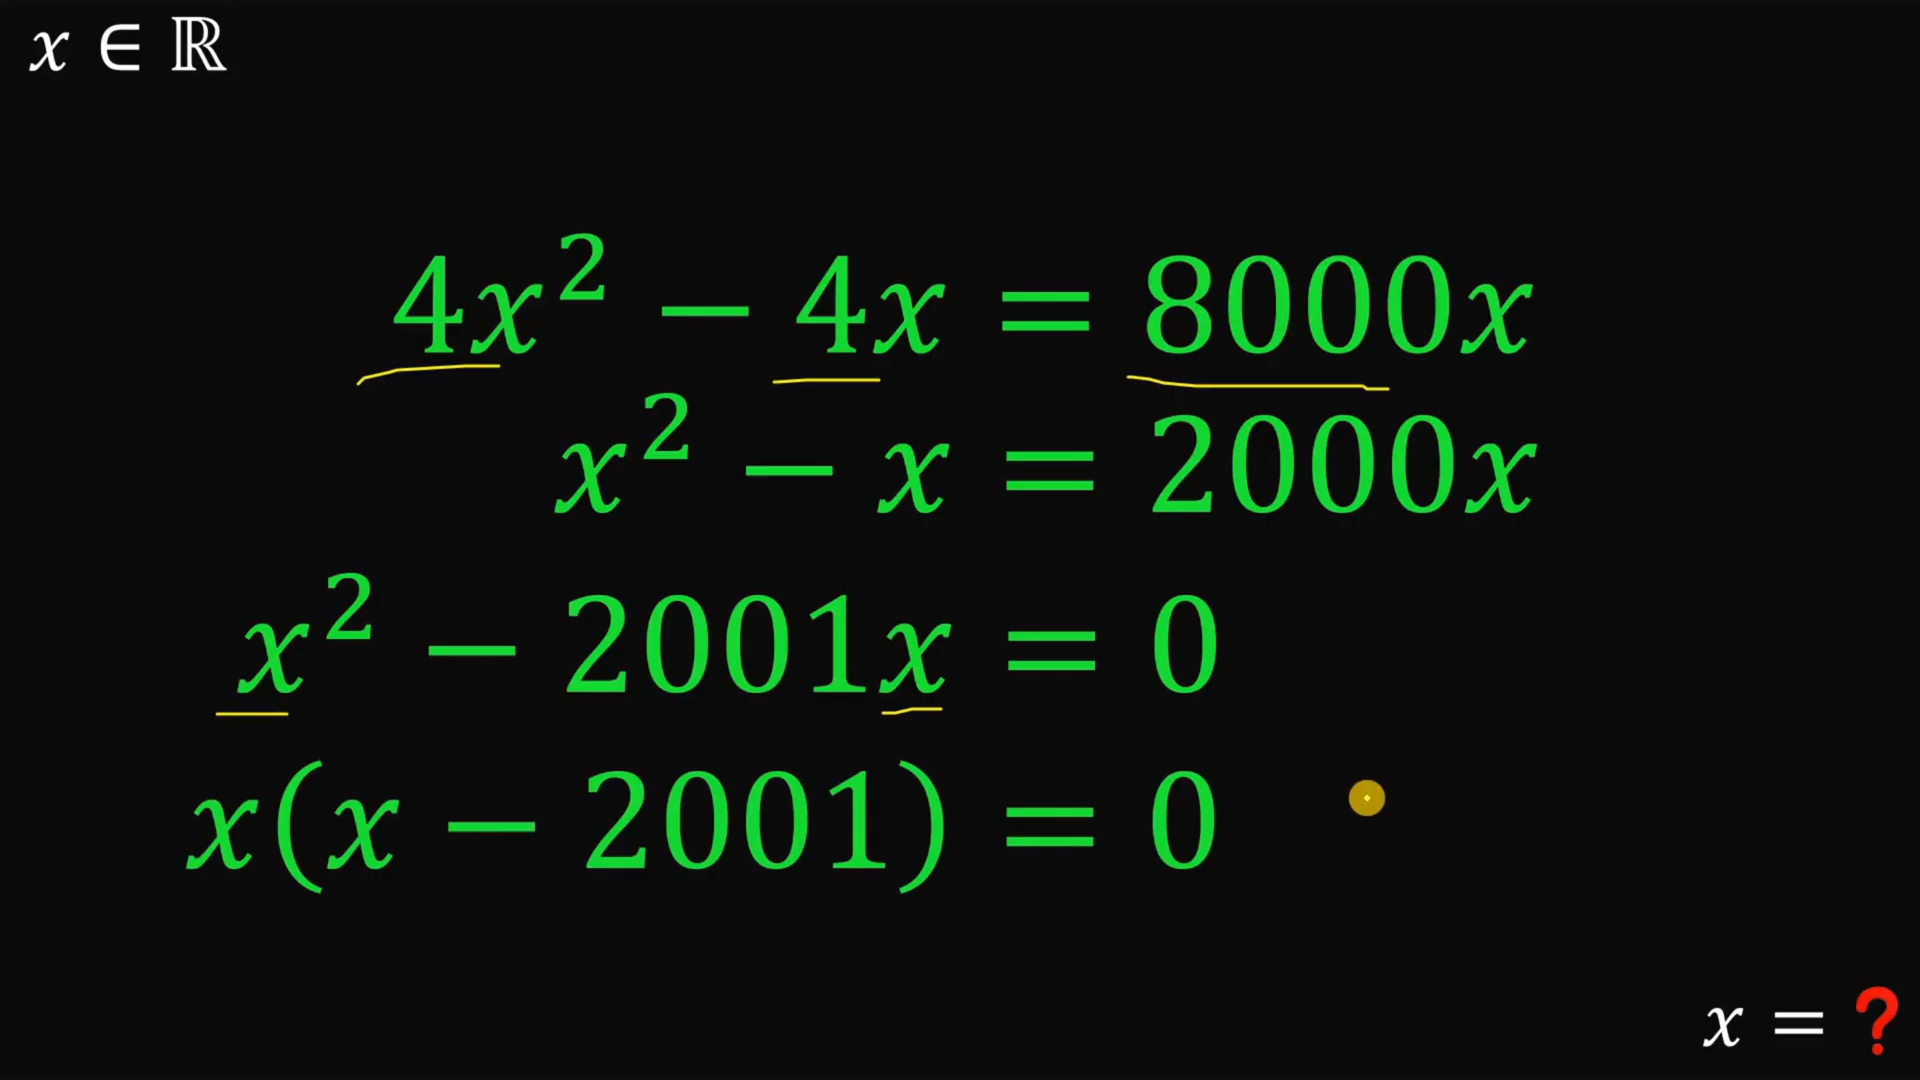 x ∈ ℝ
4x² − 4x = 8000x
x² − x = 2000x
x² − 2001x = 0
x(x − 2001) = 0
x = ?